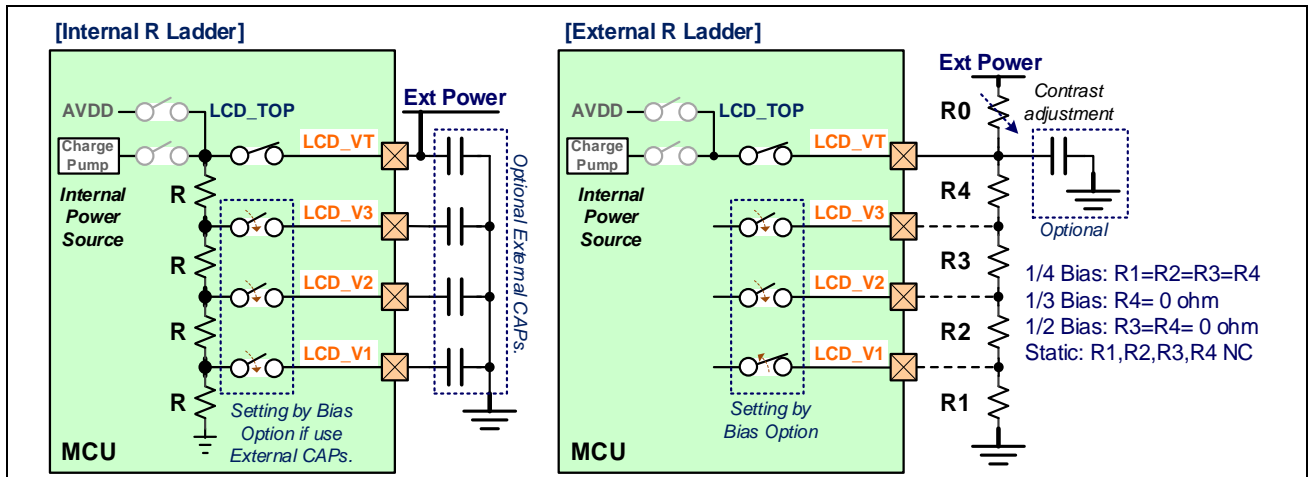 [Internal R Ladder]
AVDD
LCD_TOP
Charge
Pump
Internal
Power
Source
R
R
R
R
LCD_VT
LCD_V3
LCD_V2
LCD_V1
Ext Power
Optional External CAPs.
Setting by Bias
Option if use
External CAPs.
MCU
[External R Ladder]
AVDD
LCD_TOP
Charge
Pump
Internal
Power
Source
LCD_VT
LCD_V3
LCD_V2
LCD_V1
Setting by
Bias Option
MCU
Ext Power
R0
Contrast
adjustment
R4
Optional
R3
R2
R1
1/4 Bias: R1=R2=R3=R4
1/3 Bias: R4= 0 ohm
1/2 Bias: R3=R4= 0 ohm
Static: R1,R2,R3,R4 NC